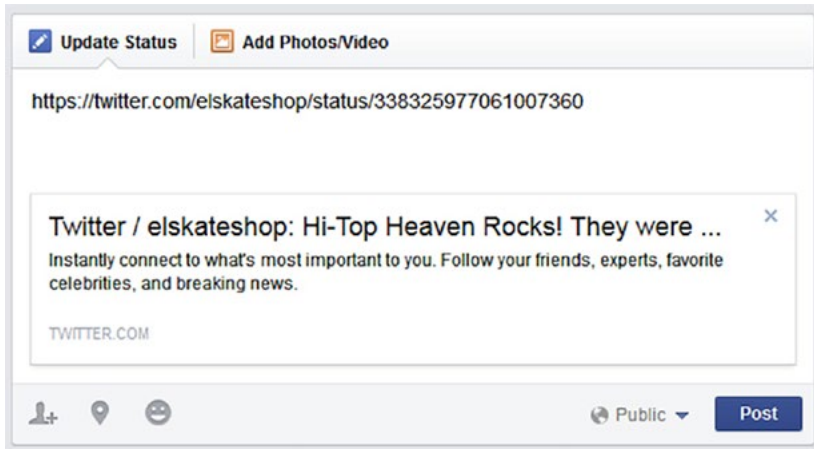 Update Status Add Photos/Video
https://twitter.com/elskateshop/status/338325977061007360
Twitter / elskateshop: Hi-Top Heaven Rocks! They were ...
Instantly connect to what's most important to you. Follow your friends, experts, favorite
celebrities, and breaking news.
TWITTER.COM
Public Post